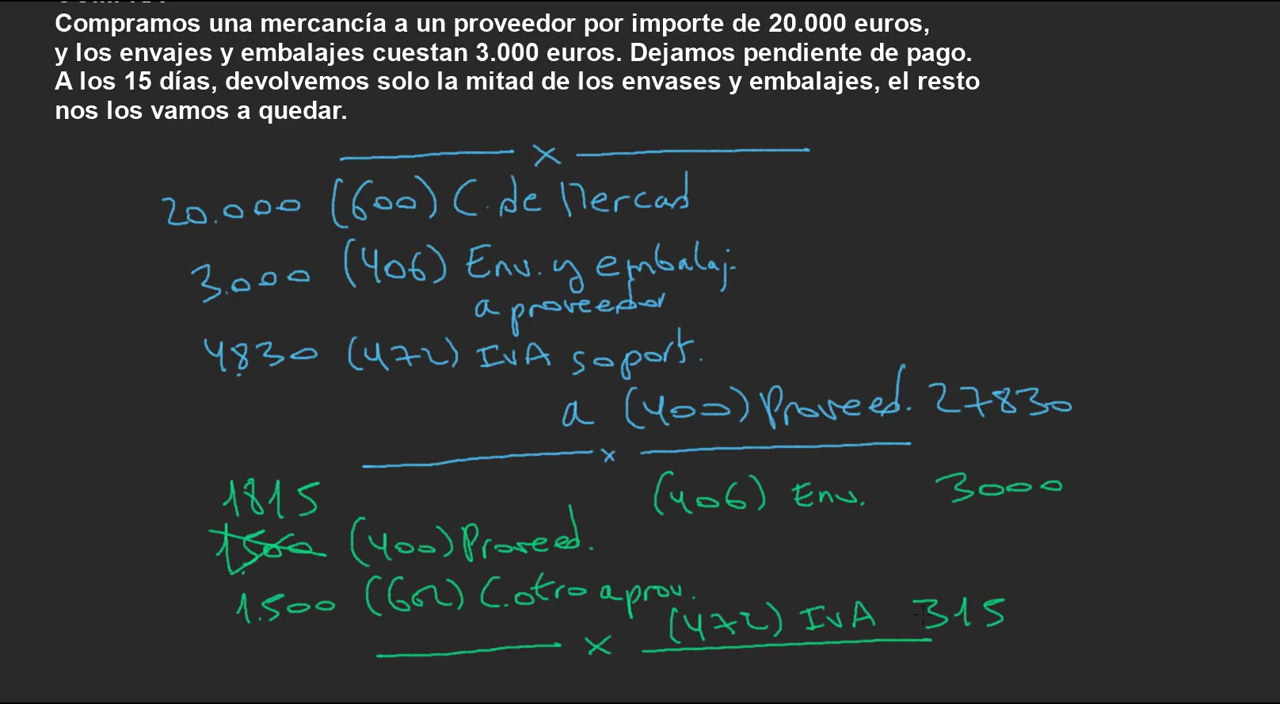 Compramos una mercancía a un proveedor por importe de 20.000 euros,
y los envajes y embalajes cuestan 3.000 euros. Dejamos pendiente de pago.
A los 15 días, devolvemos solo la mitad de los envases y embalajes, el resto
nos los vamos a quedar.
x
20.000 (600) C. de Mercad
3.000 (406) Env. y embalaj.
a proveedor
4830 (472) IVA soport.
a (400) Proveed. 27830
x
1815 (406) Env. 3000
1.500 (400) Proveed.
1.500 (602) C. otro aprov.
(472) IVA 315
x